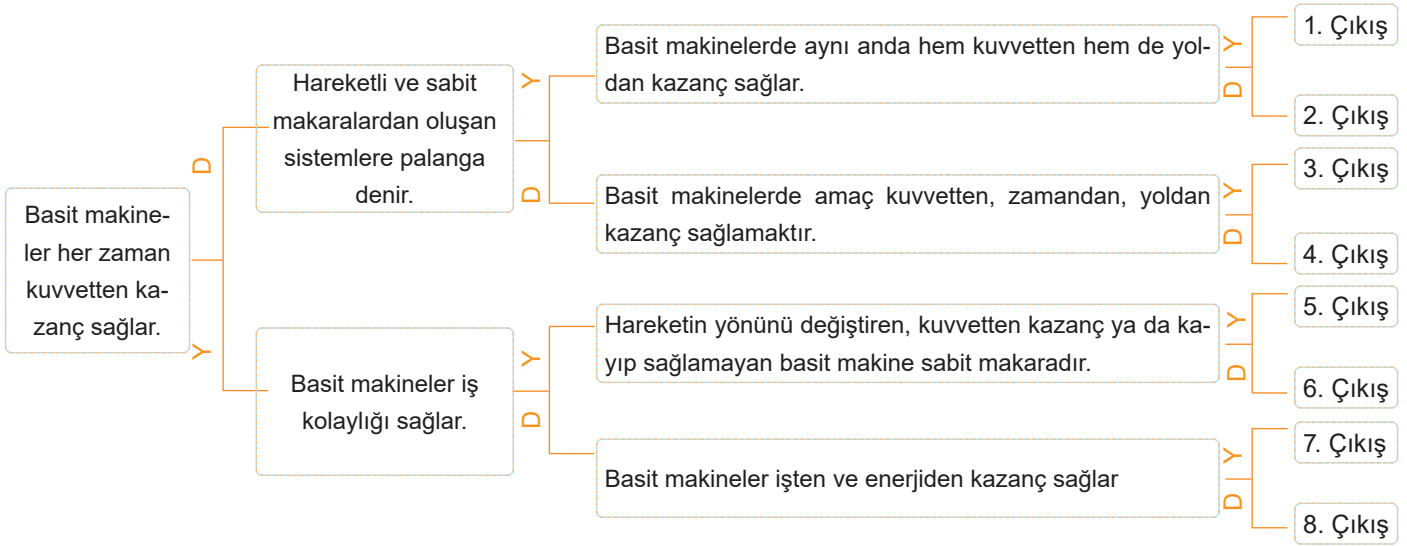 Basit makine-
ler her zaman
kuvvetten ka-
zanç sağlar.
D
Y
Hareketli ve sabit
makaralardan oluşan
sistemlere palanga
denir.
Y
D
Basit makineler iş
kolaylığı sağlar.
Y
D
Basit makinelerde aynı anda hem kuvvetten hem de yol-
dan kazanç sağlar.
Y
D
Basit makinelerde amaç kuvvetten, zamandan, yoldan
kazanç sağlamaktır.
Y
D
Hareketin yönünü değiştiren, kuvvetten kazanç ya da ka-
yıp sağlamayan basit makine sabit makaradır.
Y
D
Basit makineler işten ve enerjiden kazanç sağlar
Y
D
1. Çıkış
2. Çıkış
3. Çıkış
4. Çıkış
5. Çıkış
6. Çıkış
7. Çıkış
8. Çıkış